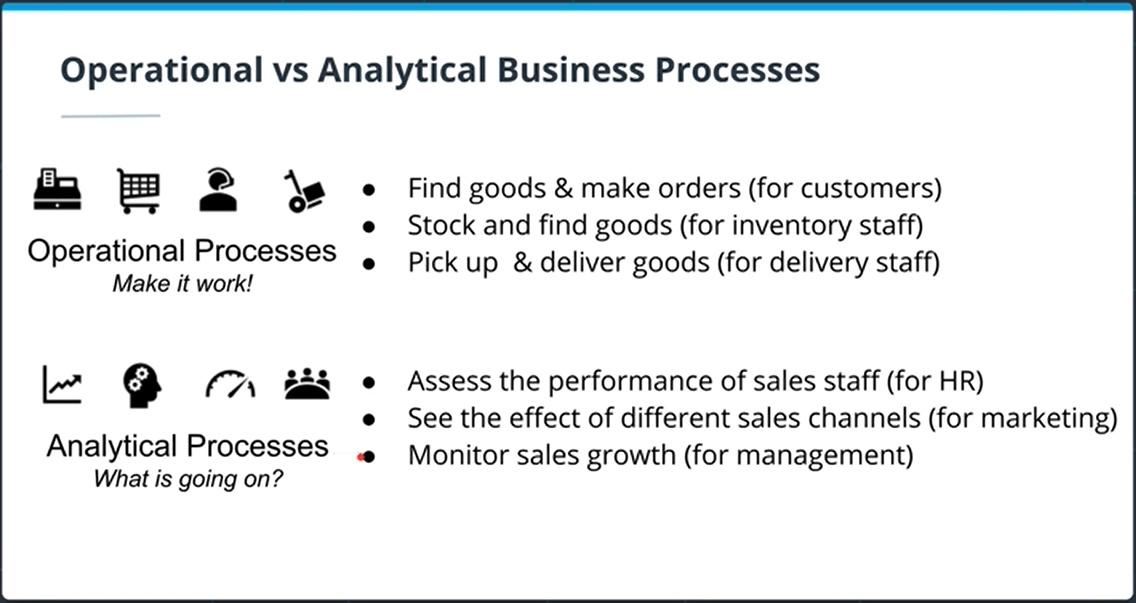 Operational vs Analytical Business Processes
Operational Processes
Make it work!
● Find goods & make orders (for customers)
● Stock and find goods (for inventory staff)
● Pick up  & deliver goods (for delivery staff)
Analytical Processes
What is going on?
● Assess the performance of sales staff (for HR)
● See the effect of different sales channels (for marketing)
● Monitor sales growth (for management)